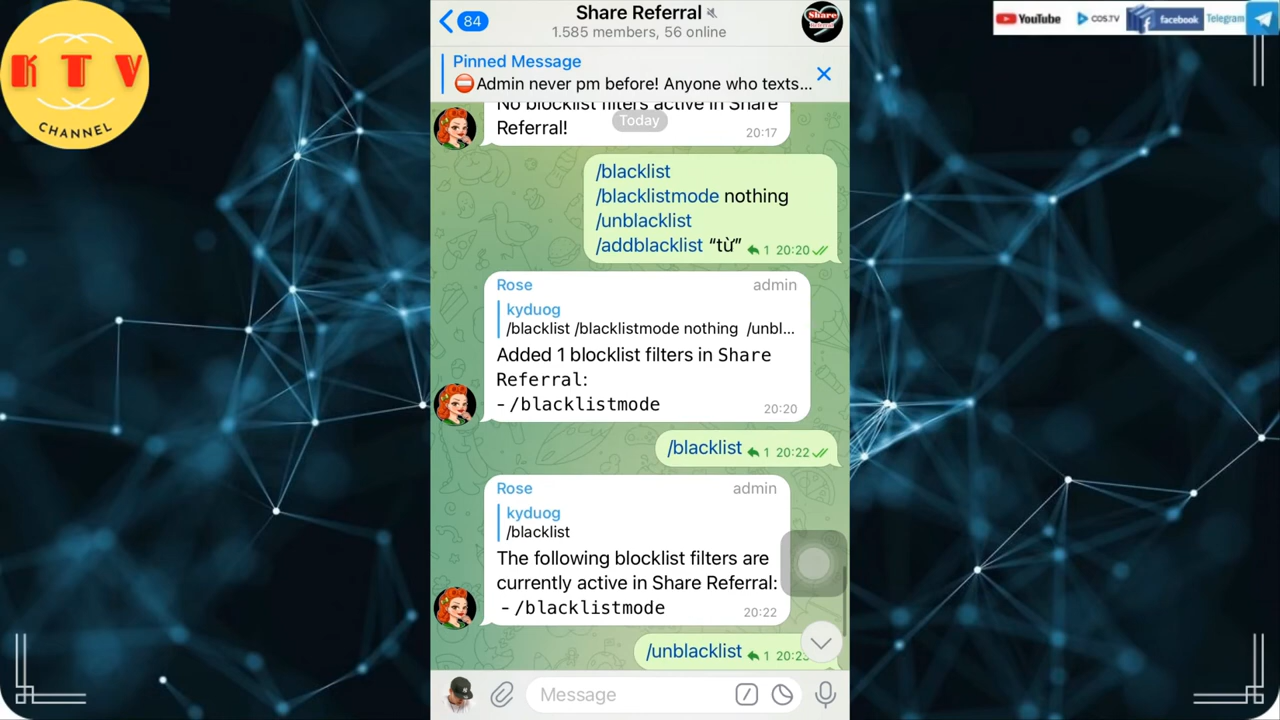 K T V
CHANNEL
YouTube COS.TV facebook Telegram
84
Share Referral
1.585 members, 56 online
Pinned Message
⛔Admin never pm before! Anyone who texts...
No blocklist filters active in Share
Today
Referral!
20:17
/blacklist
/blacklistmode nothing
/unblacklist
/addblacklist “từ” 1 20:20
Rose admin
kyduog
/blacklist /blacklistmode nothing /unbl...
Added 1 blocklist filters in Share
Referral:
- /blacklistmode
20:20
/blacklist 1 20:22
Rose admin
kyduog
/blacklist
The following blocklist filters are
currently active in Share Referral:
- /blacklistmode
20:22
/unblacklist 1
Message